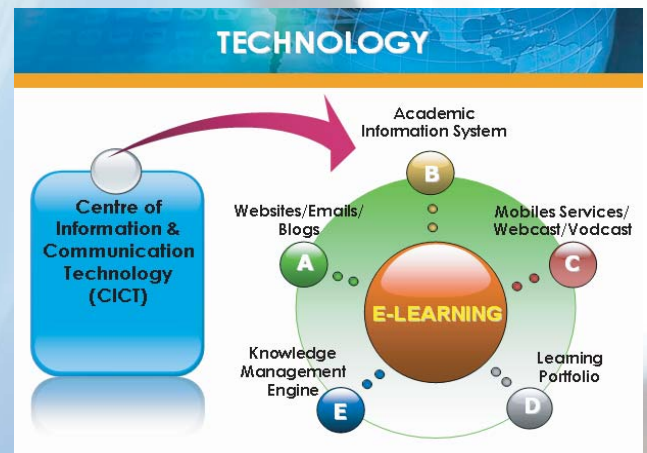 TECHNOLOGY
Centre of
Information &
Communication
Technology
(CICT)
Academic
Information System
B
Websites/Emails/
Blogs
A
Mobiles Services/
Webcast/Vodcast
C
E-LEARNING
Knowledge
Management
Engine
E
Learning
Portfolio
D